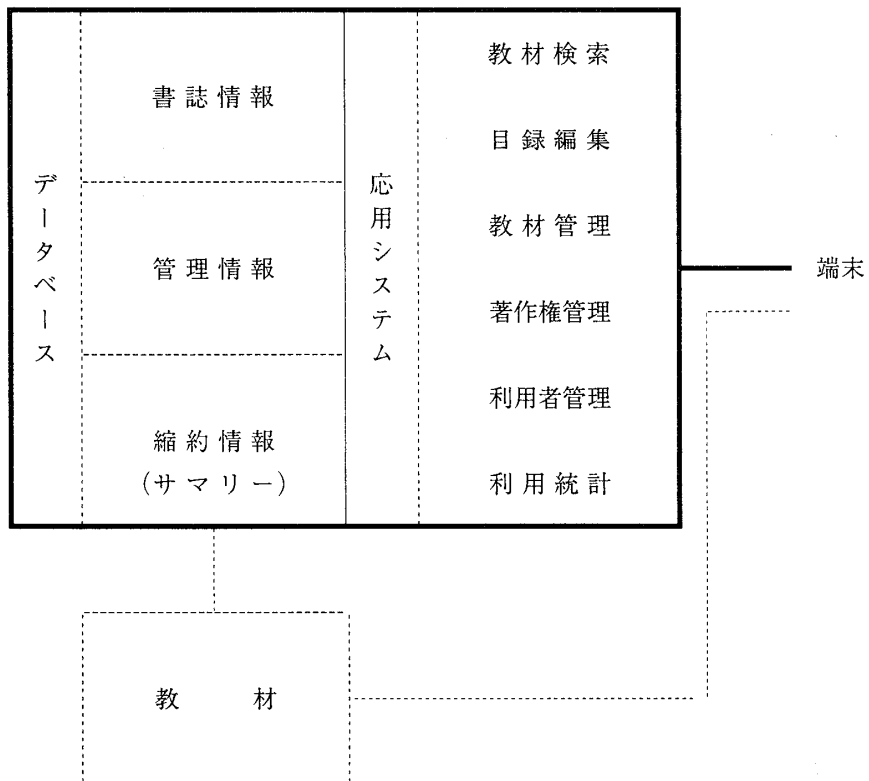 データベース
書誌情報
管理情報
縮約情報
(サマリー)
応用システム
教材検索
目録編集
教材管理
著作権管理
利用者管理
利用統計
端末
教材